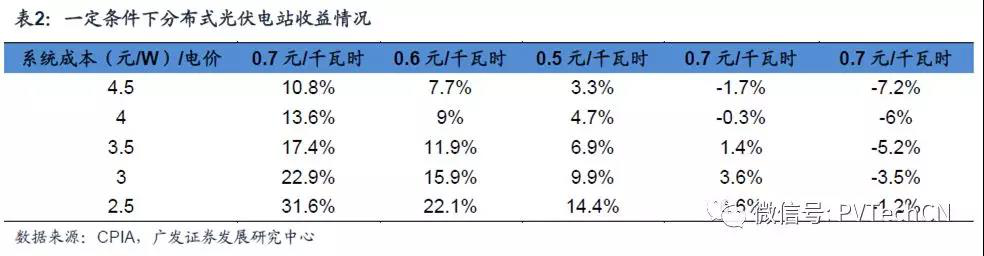 表2：一定条件下分布式光伏电站收益情况
系统成本（元/W）/电价 0.7 元/千瓦时 0.6 元/千瓦时 0.5 元/千瓦时 0.7 元/千瓦时 0.7 元/千瓦时
4.5 10.8% 7.7% 3.3% -1.7% -7.2%
4 13.6% 9% 4.7% -0.3% -6%
3.5 17.4% 11.9% 6.9% 1.4% -5.2%
3 22.9% 15.9% 9.9% 3.6% -3.5%
2.5 31.6% 22.1% 14.4% -1.2%
微信号: PVTechCN
数据来源：CPIA，广发证券发展研究中心